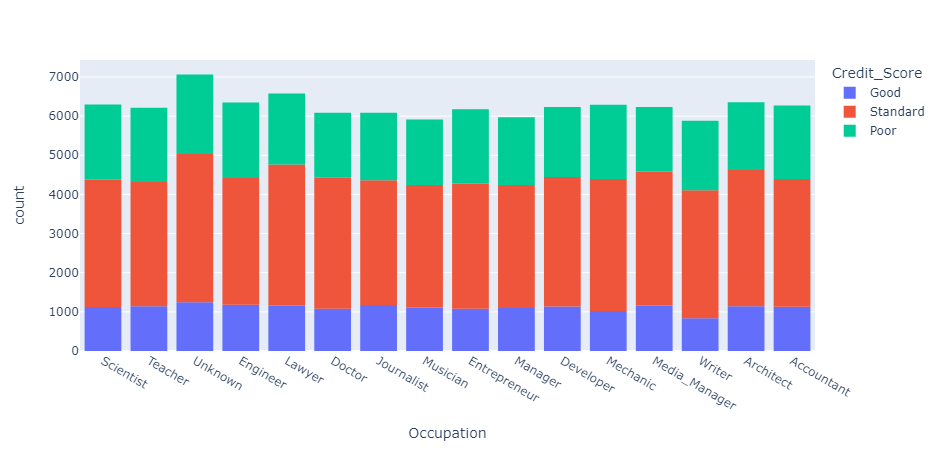 Credit_Score
Good
Standard
Poor
7000
6000
5000
4000
3000
2000
1000
0
count
Scientist
Teacher
Unknown
Engineer
Lawyer
Doctor
Journalist
Musician
Entrepreneur
Manager
Developer
Mechanic
Media_Manager
Writer
Architect
Accountant
Occupation